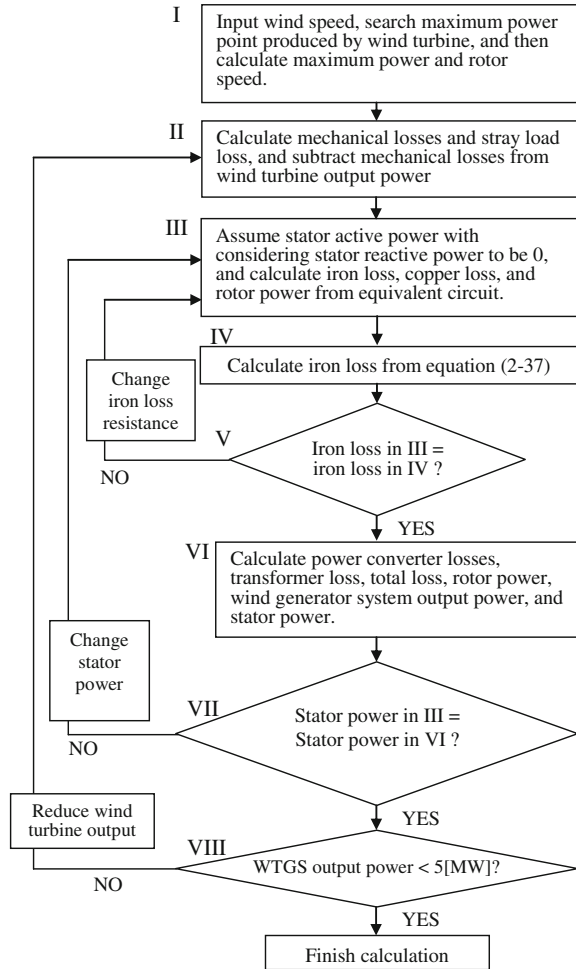 I
Input wind speed, search maximum power
point produced by wind turbine, and then
calculate maximum power and rotor
speed.
II
Calculate mechanical losses and stray load
loss, and subtract mechanical losses from
wind turbine output power
III
Assume stator active power with
considering stator reactive power to be 0,
and calculate iron loss, copper loss, and
rotor power from equivalent circuit.
IV
Calculate iron loss from equation (2-37)
Change
iron loss
resistance
V
Iron loss in III =
iron loss in IV ?
NO
YES
VI
Calculate power converter losses,
transformer loss, total loss, rotor power,
wind generator system output power, and
stator power.
Change
stator
power
VII
Stator power in III =
Stator power in VI ?
NO
YES
Reduce wind
turbine output
VIII
WTGS output power < 5[MW]?
NO
YES
Finish calculation